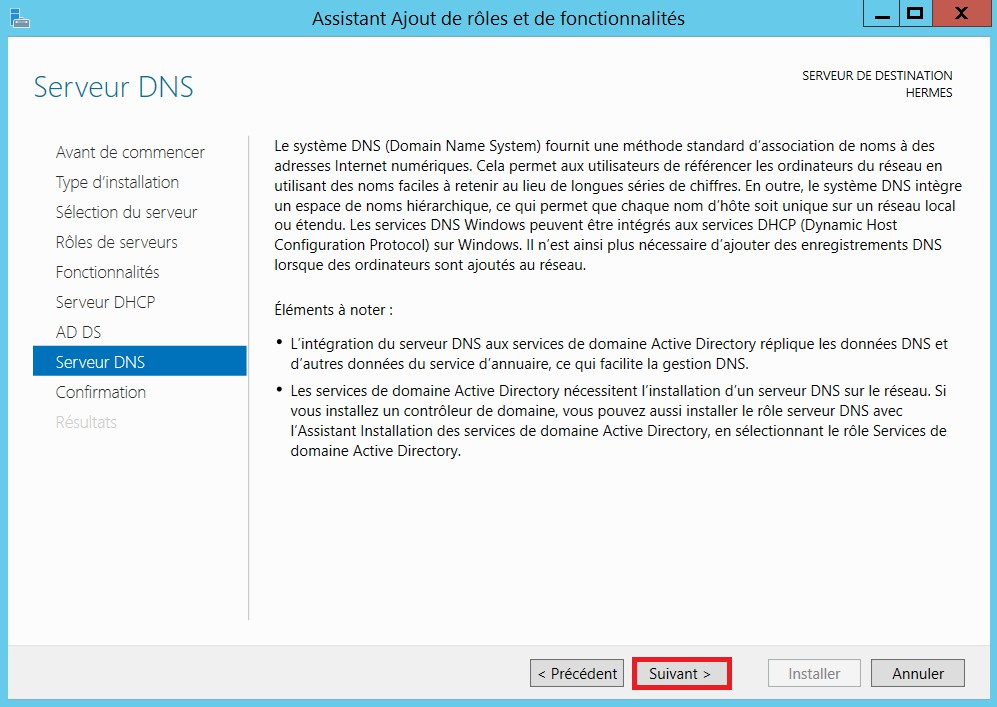 Assistant Ajout de rôles et de fonctionnalités
Serveur DNS
SERVEUR DE DESTINATION
HERMES
Avant de commencer
Type d'installation
Sélection du serveur
Rôles de serveurs
Fonctionnalités
Serveur DHCP
AD DS
Serveur DNS
Confirmation
Résultats
Le système DNS (Domain Name System) fournit une méthode standard d'association de noms à des
adresses Internet numériques. Cela permet aux utilisateurs de référencer les ordinateurs du réseau en
utilisant des noms faciles à retenir au lieu de longues séries de chiffres. En outre, le système DNS intègre
un espace de noms hiérarchique, ce qui permet que chaque nom d'hôte soit unique sur un réseau local
ou étendu. Les services DNS Windows peuvent être intégrés aux services DHCP (Dynamic Host
Configuration Protocol) sur Windows. Il n'est ainsi plus nécessaire d'ajouter des enregistrements DNS
lorsque des ordinateurs sont ajoutés au réseau.
Éléments à noter :
• L'intégration du serveur DNS aux services de domaine Active Directory réplique les données DNS et
d'autres données du service d'annuaire, ce qui facilite la gestion DNS.
• Les services de domaine Active Directory nécessitent l'installation d'un serveur DNS sur le réseau. Si
vous installez un contrôleur de domaine, vous pouvez aussi installer le rôle serveur DNS avec
l'Assistant Installation des services de domaine Active Directory, en sélectionnant le rôle Services de
domaine Active Directory.
< Précédent
Suivant >
Installer
Annuler